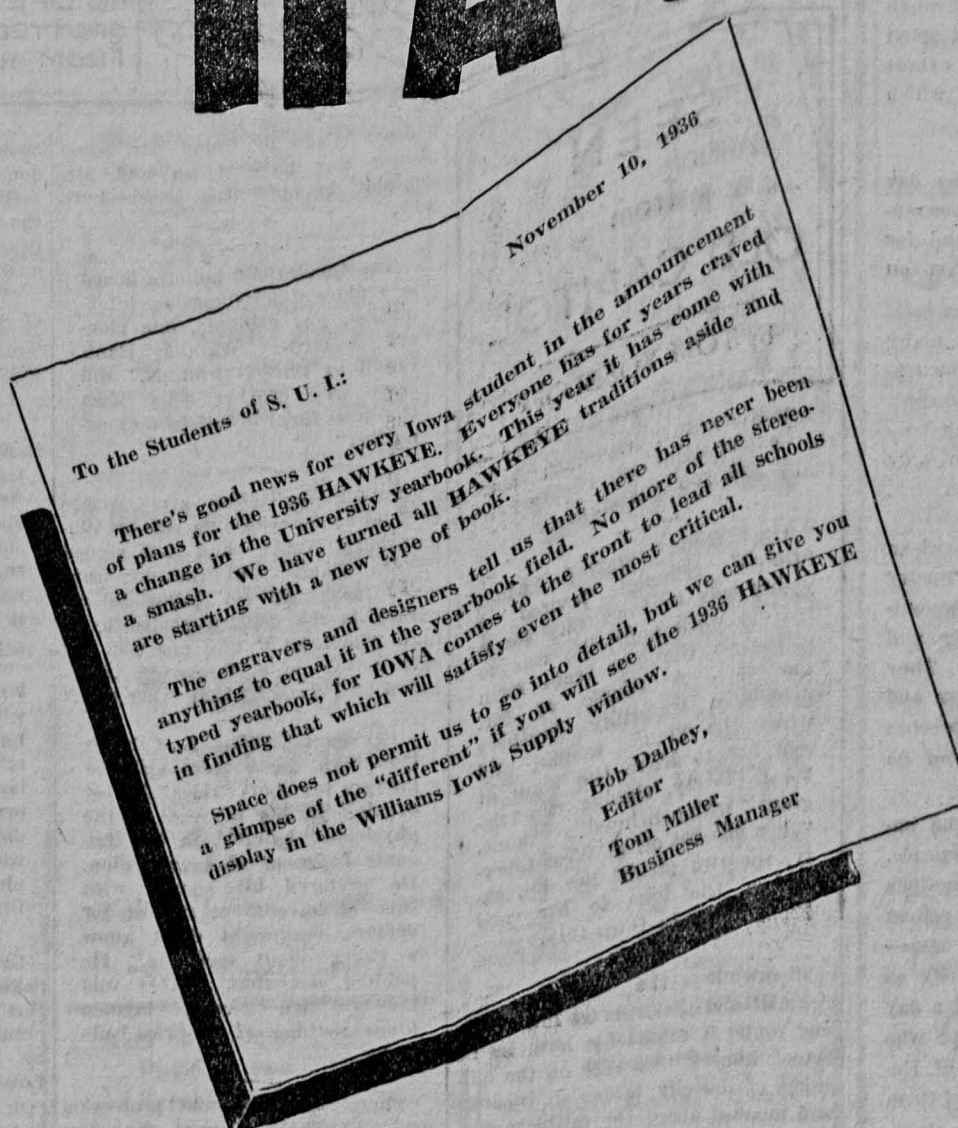 November 10, 1936
To the Students of S. U. I.:
There's good news for every Iowa student in the announcement
of plans for the 1936 HAWKEYE. Everyone has for years craved
a change in the University yearbook. This year it has come with
a smash. We have turned all HAWKEYE traditions aside and
are starting with a new type of book.
The engravers and designers tell us that there has never been
anything to equal it in the yearbook field. No more of the stereo-
typed yearbook, for IOWA comes to the front to lead all schools
in finding that which will satisfy even the most critical.
Space does not permit us to go into detail, but we can give you
a glimpse of the "different" if you will see the 1936 HAWKEYE
display in the Williams Iowa Supply window.
Bob Dalbey,
Editor
Tom Miller
Business Manager